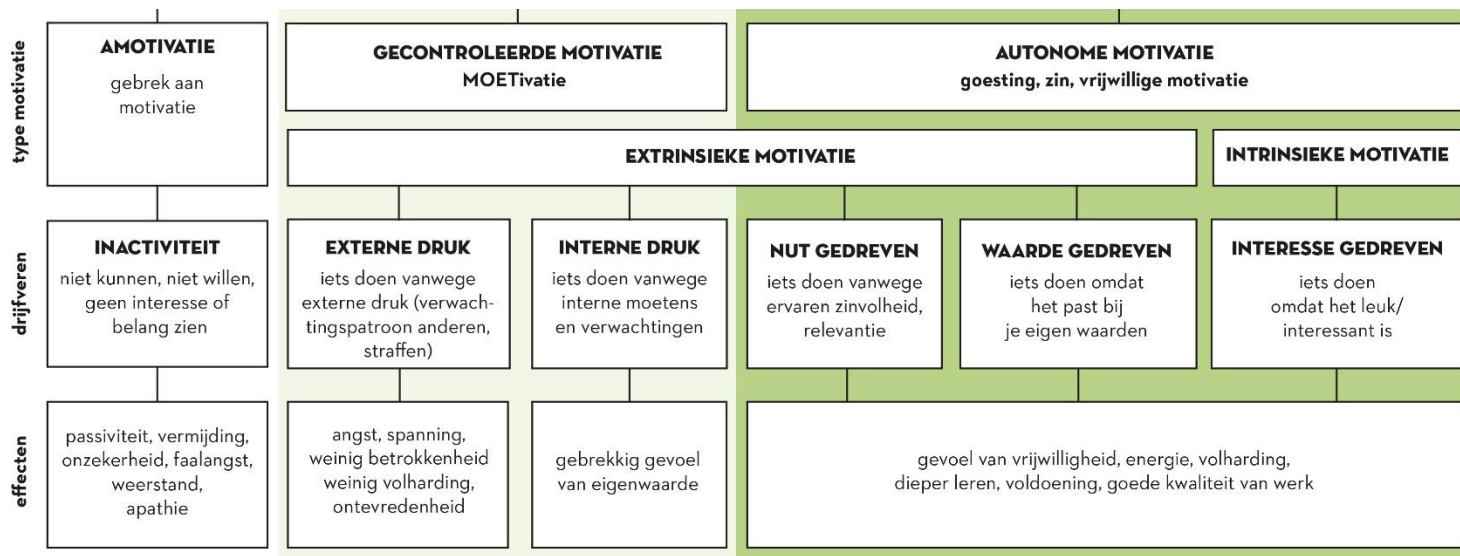 type motivatie
AMOTIVATIE
gebrek aan
motivatie
GECONTROLEERDE MOTIVATIE
MOETivatie
AUTONOME MOTIVATIE
goesting, zin, vrijwillige motivatie
EXTRINSIEKE MOTIVATIE
INTRINSIEKE MOTIVATIE
drijfveren
INACTIVITEIT
niet kunnen, niet willen,
geen interesse of
belang zien
EXTERNE DRUK
iets doen vanwege
externe druk (verwach-
tingspatroon anderen,
straffen)
INTERNE DRUK
iets doen vanwege
interne moetens
en verwachtingen
NUT GEDREVEN
iets doen vanwege
ervaren zinvolheid,
relevantie
WAARDE GEDREVEN
iets doen omdat
het past bij
je eigen waarden
INTERESSE GEDREVEN
iets doen
omdat het leuk/
interessant is
effecten
passiviteit, vermijding,
onzekerheid, faalangst,
weerstand,
apathie
angst, spanning,
weinig betrokkenheid
weinig volharding,
ontevredenheid
gebrekkig gevoel
van eigenwaarde
gevoel van vrijwilligheid, energie, volharding,
dieper leren, voldoening, goede kwaliteit van werk